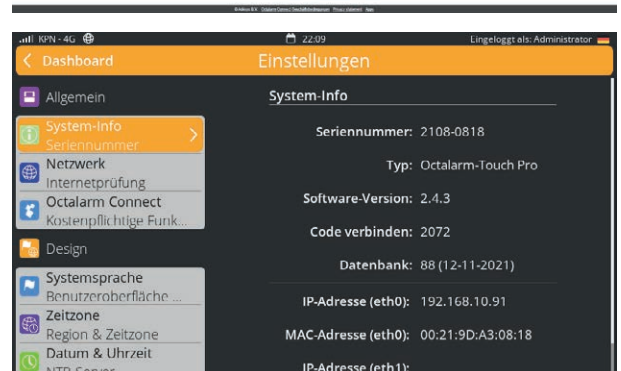 KPN - 4G 22:09 Eingeloggt als: Administrator
Dashboard Einstellungen
Allgemein
System-Info
Seriennummer
Netzwerk
Internetprüfung
Octalarm Connect
Kostenpflichtige Funk...
Design
Systemsprache
Benutzeroberfläche ...
Zeitzone
Region & Zeitzone
Datum & Uhrzeit
NTP-Server
System-Info
Seriennummer: 2108-0818
Typ: Octalarm-Touch Pro
Software-Version: 2.4.3
Code verbinden: 2072
Datenbank: 88 (12-11-2021)
IP-Adresse (eth0): 192.168.10.91
MAC-Adresse (eth0): 00:21:9D:A3:08:18
IP-Adresse (eth1):